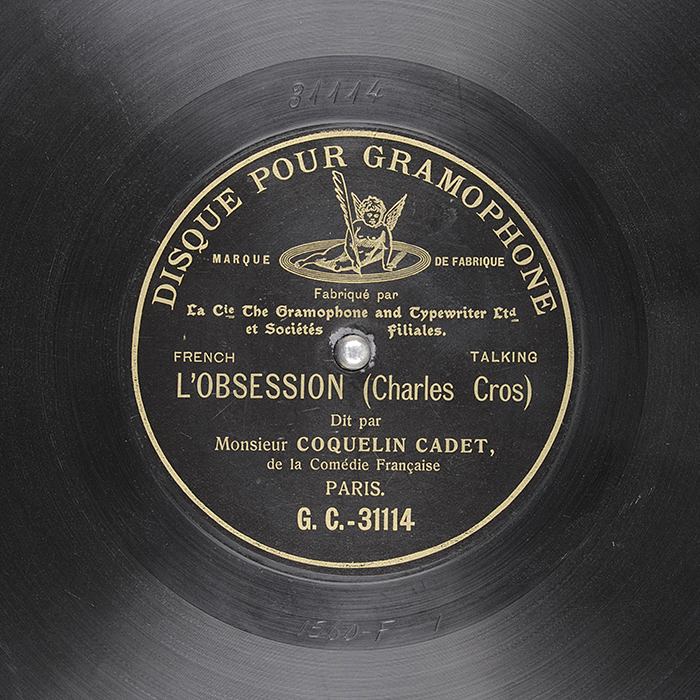 31114
DISQUE POUR GRAMOPHONE
MARQUE DE FABRIQUE
Fabriqué par
La Cie The Gramophone and Typewriter Ltd
et Sociétés filiales.
FRENCH TALKING
L'OBSESSION (Charles Cros)
Dit par
Monsieur COQUELIN CADET,
de la Comédie Française
PARIS.
G. C.-31114